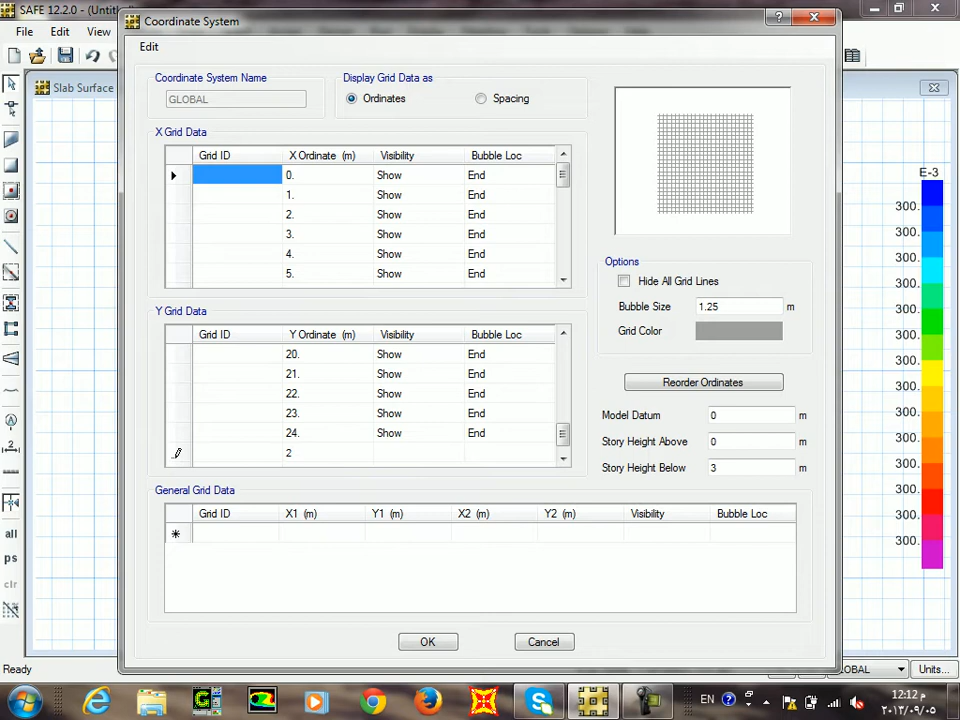 SAFE 12.2.0 - (Untitl
File Edit View
Slab Surface
Coordinate System
Edit
Coordinate System Name
GLOBAL
Display Grid Data as
Ordinates
Spacing
X Grid Data
Grid ID X Ordinate (m) Visibility Bubble Loc
0. Show End
1. Show End
2. Show End
3. Show End
4. Show End
5. Show End
Y Grid Data
Grid ID Y Ordinate (m) Visibility Bubble Loc
20. Show End
21. Show End
22. Show End
23. Show End
24. Show End
2
General Grid Data
Grid ID X1 (m) Y1 (m) X2 (m) Y2 (m) Visibility Bubble Loc
Options
Hide All Grid Lines
Bubble Size 1.25 m
Grid Color
Reorder Ordinates
Model Datum 0 m
Story Height Above 0 m
Story Height Below 3 m
OK Cancel
E-3
300.
300.
300.
300.
300.
300.
300.
300.
300.
300.
300.
300.
300.
300.
all
ps
clr
Ready
OBAL
Units...
EN
12:12 م
٢٠١٣/٠٩/٠٥